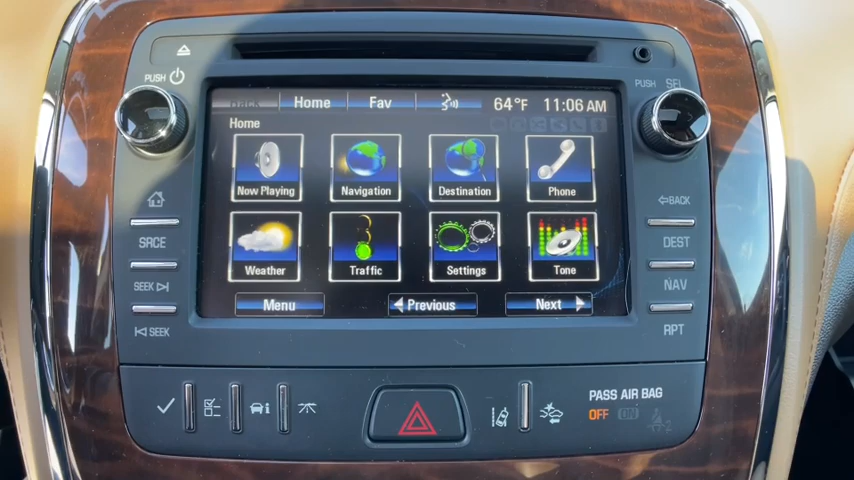 PUSH
PUSH SEL
Back Home Fav 64°F 11:06 AM
Home
Now Playing Navigation Destination Phone
Weather Traffic Settings Tone
Menu Previous Next
SRCE
SEEK
SEEK
BACK
DEST
NAV
RPT
PASS AIR BAG
OFF ON